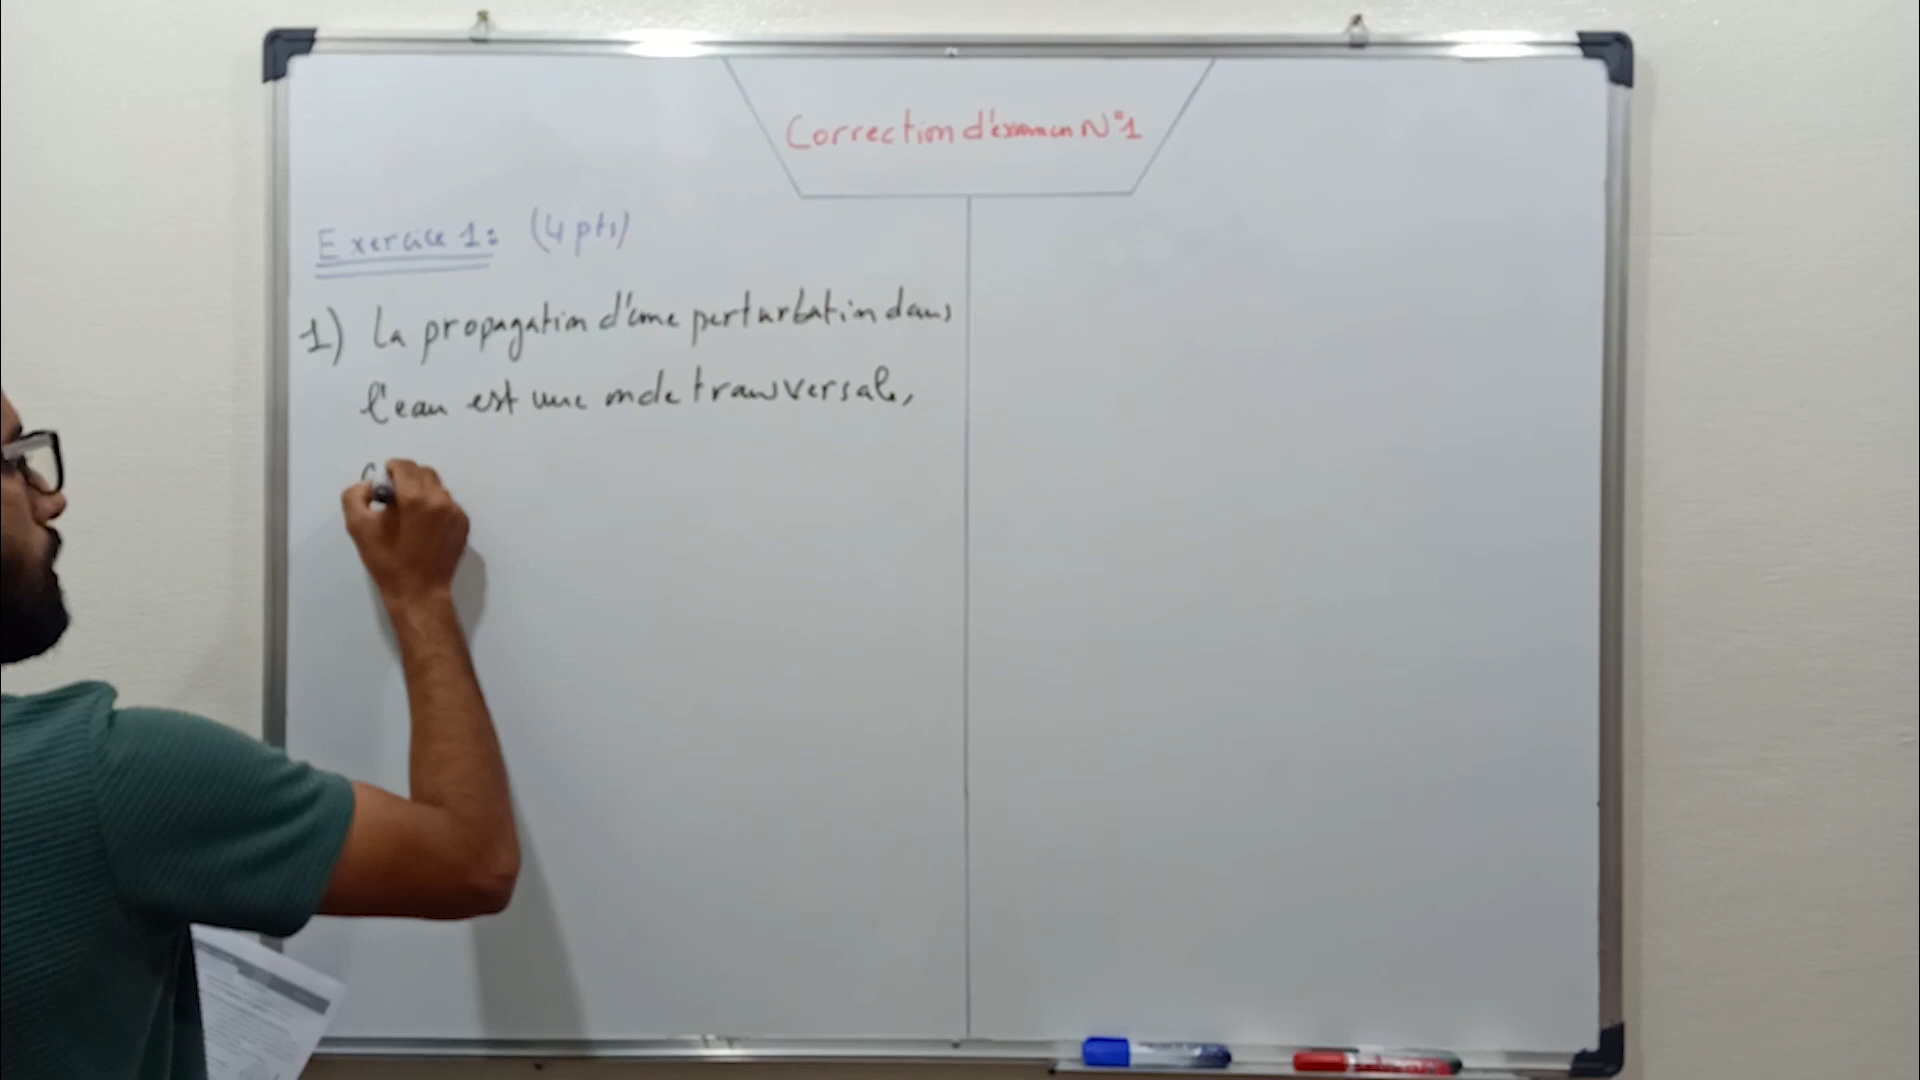 Correction d'examen N°1
Exercice 1: (4 pts)
1) La propagation d'une perturbation dans
l'eau est une onde transversale,